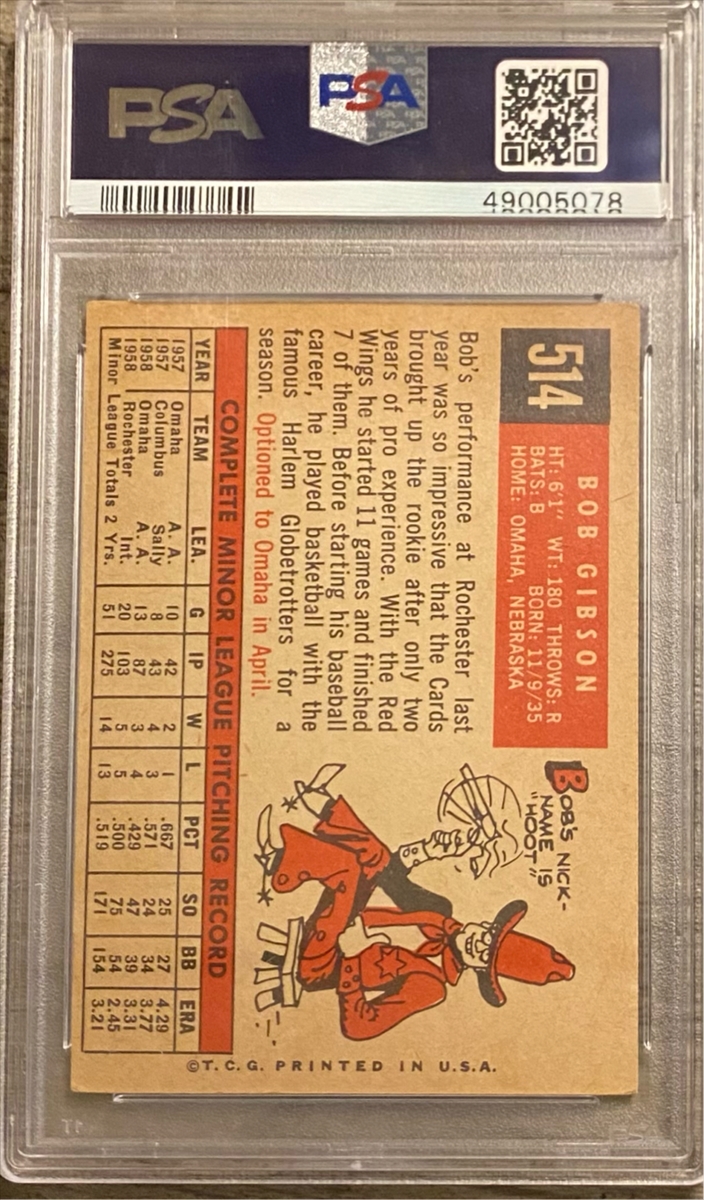 PSA
PSA
49005078
514
BOB GIBSON
HT: 6'1" WT: 180 THROWS: R
BATS: B BORN: 11/9/35
HOME: OMAHA, NEBRASKA
Bob's performance at Rochester last
year was so impressive that the Cards
brought up the rookie after only two
years of pro experience. With the Red
Wings he started 11 games and finished
7 of them. Before starting his baseball
career, he played basketball with the
famous Harlem Globetrotters for a
season. Optioned to Omaha in April.
BOB'S NICK-
NAME IS
"HOOT"
COMPLETE MINOR LEAGUE PITCHING RECORD
YEAR TEAM LEA. G IP W L PCT SO BB ERA
1957 Omaha A. A. 10 42 2 1 .667 25 27 4.29
1957 Columbus Sally 8 43 4 3 .571 24 34 3.77
1958 Omaha A. A. 13 87 3 4 .429 47 39 3.31
1958 Rochester Int. 20 103 5 5 .500 75 54 2.45
Minor League Totals 2 Yrs. 51 275 14 13 .519 171 154 3.21
©T. C. G. PRINTED IN U.S.A.